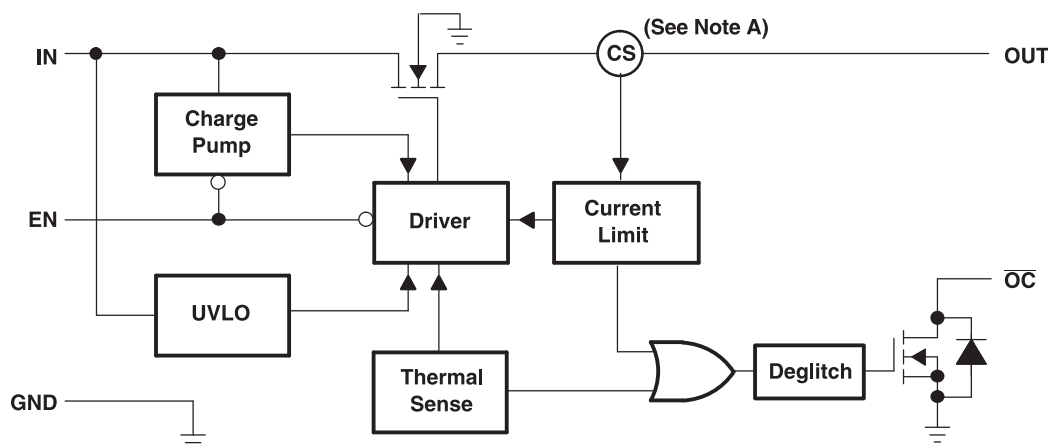 (See Note A)
IN
CS
OUT
Charge
Pump
EN
Driver
Current
Limit
OC
UVLO
Thermal
Sense
Deglitch
GND